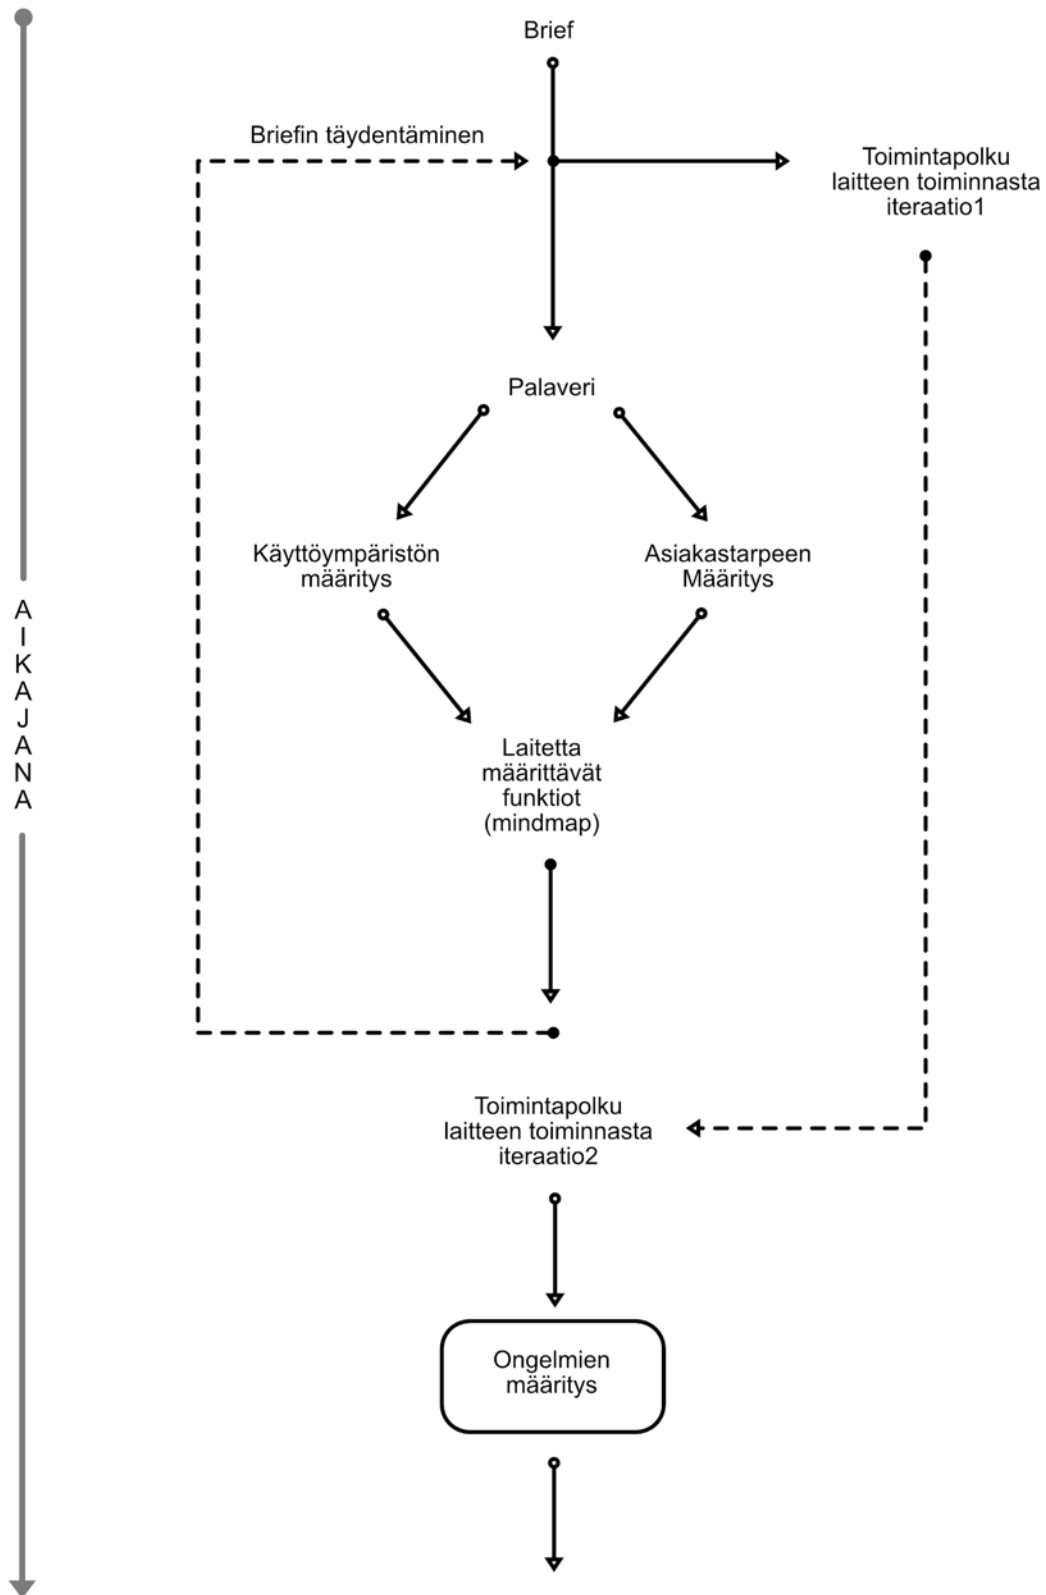 Brief
Briefin täydentäminen
Toimintapolku
laitteen toiminnasta
iteraatio1
Palaveri
Käyttöympäristön
määritys
Asiakastarpeen
Määritys
AIKAJANA
Laitetta
määrittävät
funktiot
(mindmap)
Toimintapolku
laitteen toiminnasta
iteraatio2
Ongelmien
määritys